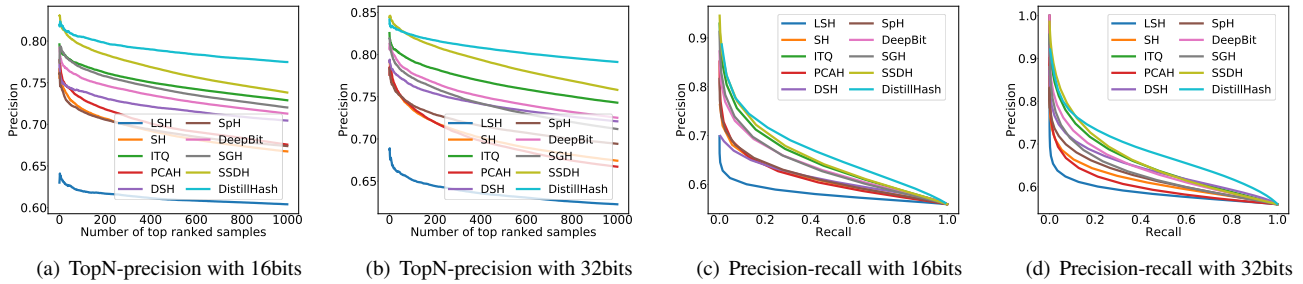 0.80
0.75
0.70
0.65
0.60
Precision
0 200 400 600 800 1000
Number of top ranked samples
LSH SpH
SH DeepBit
ITQ SGH
PCAH SSDH
DSH DistillHash
(a) TopN-precision with 16bits
0.85
0.80
0.75
0.70
0.65
Precision
0 200 400 600 800 1000
Number of top ranked samples
LSH SpH
SH DeepBit
ITQ SGH
PCAH SSDH
DSH DistillHash
(b) TopN-precision with 32bits
0.9
0.8
0.7
0.6
Precision
0.0 0.2 0.4 0.6 0.8 1.0
Recall
LSH SpH
SH DeepBit
ITQ SGH
PCAH SSDH
DSH DistillHash
(c) Precision-recall with 16bits
1.0
0.9
0.8
0.7
0.6
Precision
0.0 0.2 0.4 0.6 0.8 1.0
Recall
LSH SpH
SH DeepBit
ITQ SGH
PCAH SSDH
DSH DistillHash
(d) Precision-recall with 32bits